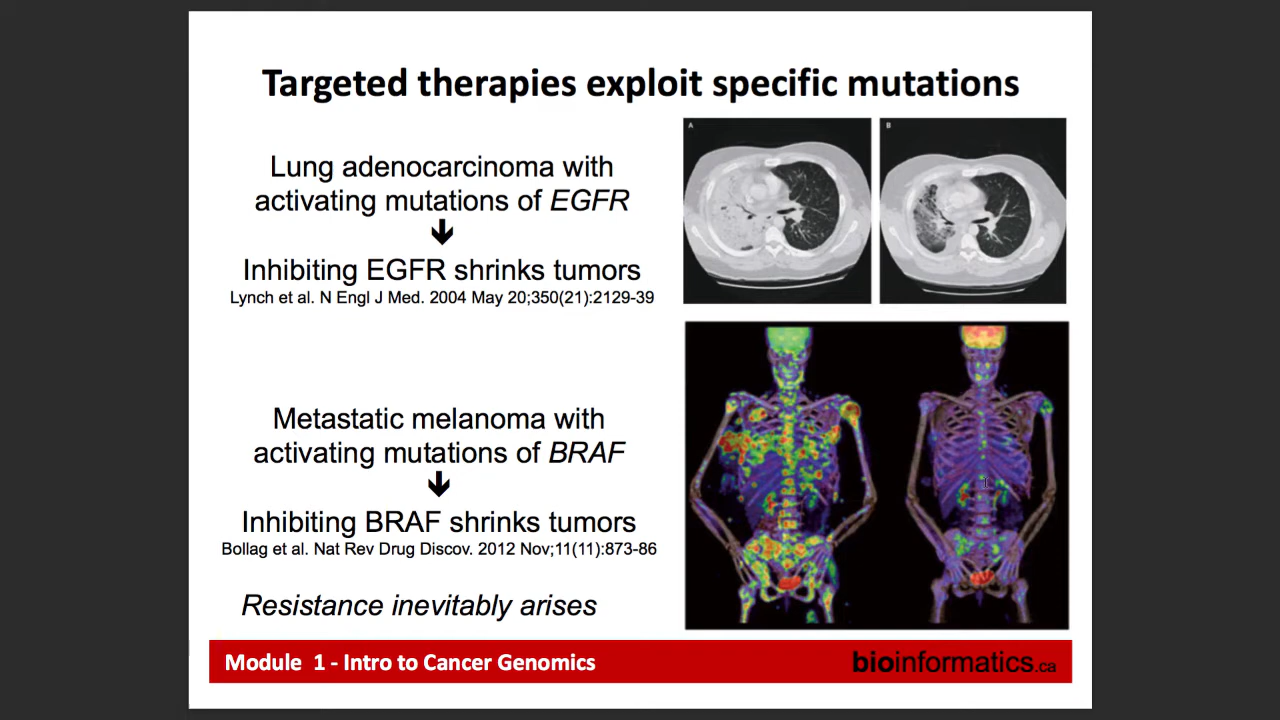 Targeted therapies exploit specific mutations
Lung adenocarcinoma with
activating mutations of EGFR
Inhibiting EGFR shrinks tumors
Lynch et al. N Engl J Med. 2004 May 20;350(21):2129-39
A
B
Metastatic melanoma with
activating mutations of BRAF
Inhibiting BRAF shrinks tumors
Bollag et al. Nat Rev Drug Discov. 2012 Nov;11(11):873-86
Resistance inevitably arises
Module 1 - Intro to Cancer Genomics
bioinformatics.ca